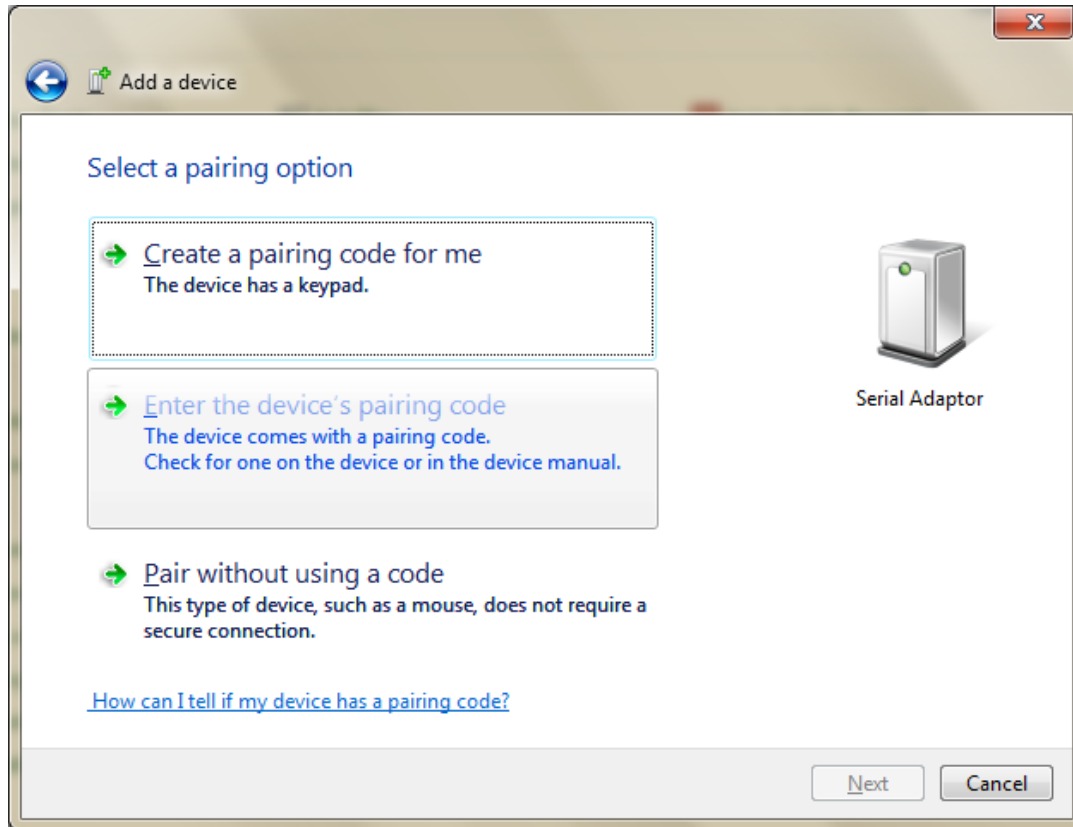 Add a device
Select a pairing option
Create a pairing code for me
The device has a keypad.
Enter the device's pairing code
The device comes with a pairing code.
Check for one on the device or in the device manual.
Serial Adaptor
Pair without using a code
This type of device, such as a mouse, does not require a
secure connection.
How can I tell if my device has a pairing code?
Next
Cancel